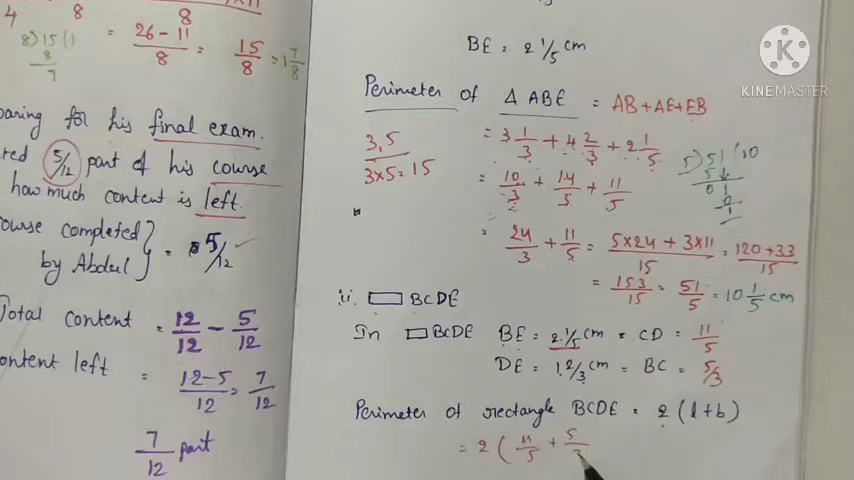 4 8 8
8)15(1
8
7
= 26-11/8 = 15/8 = 1 7/8
paring for his final exam.
red 5/12 part of his course
how much content is left.
ourse completed
by Abdul } = 5/12
Total content = 12/12 - 5/12
ontent left = 12-5/12 = 7/12
7/12 part
BE = 2 1/5 cm
KINEMASTER
Perimeter of Δ ABE = AB+AE+EB
3,5
3x5=15
= 3 1/3 + 4 2/3 + 2 1/5
5)51(10
5
01
0
1
= 10/3 + 14/3 + 11/5
= 24/3 + 11/5 = 5x24 + 3x11/15 = 120+33/15
= 153/15 = 51/5 = 10 1/5 cm
ii. ▭ BCDE
In ▭ BCDE BE = 2 1/5 cm = CD = 11/5
DE = 1 2/3 cm = BC = 5/3
Perimeter of rectangle BCDE = 2 (l+b)
= 2 ( 11/5 + 5/